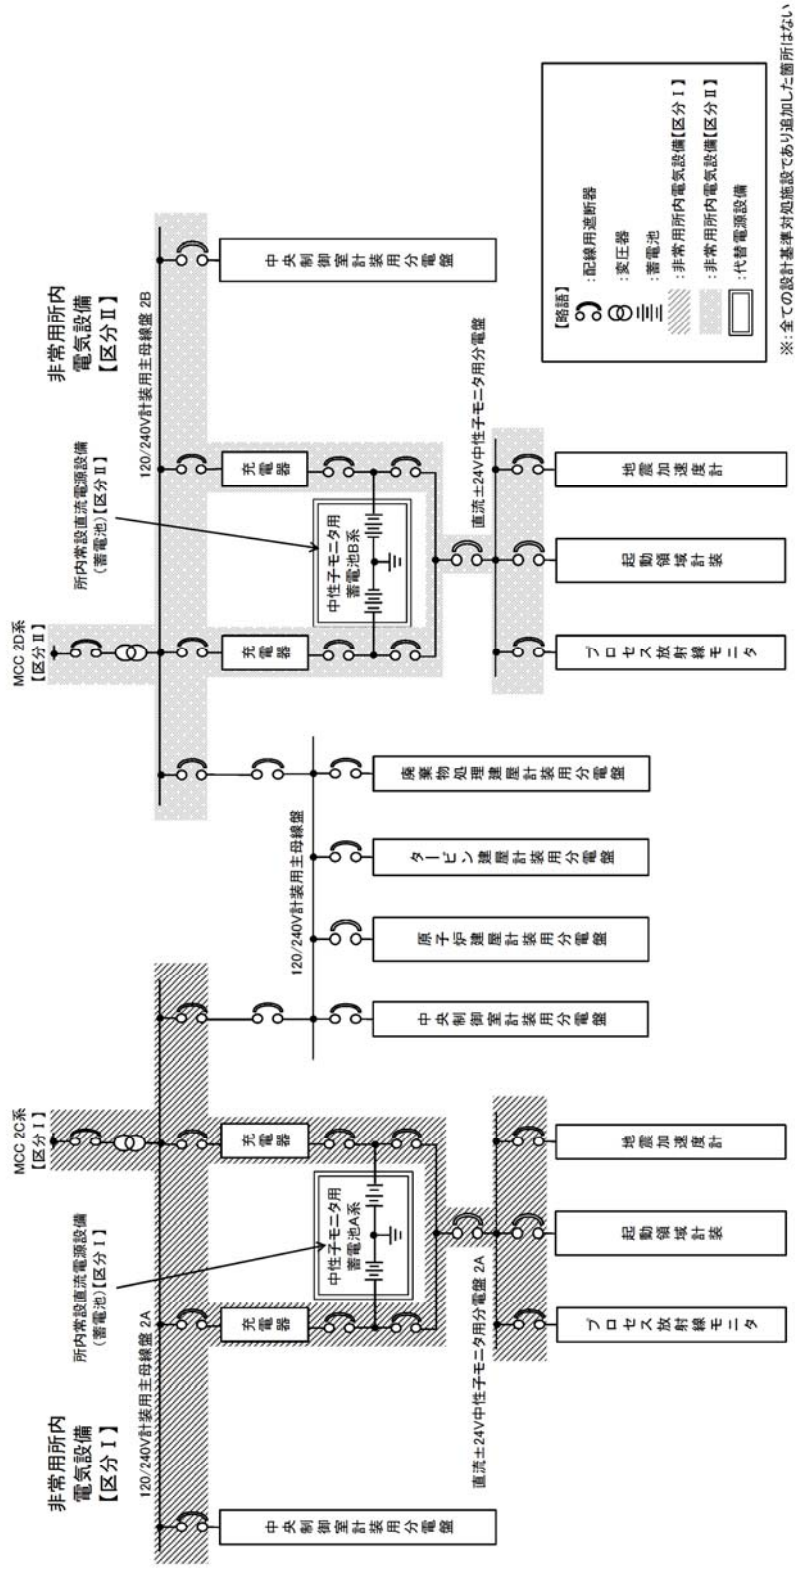 非常用所内
電気設備
【区分Ⅰ】
所内常設直流電源設備
(蓄電池)【区分Ⅰ】
MCC 2C系
【区分Ⅰ】
120/240V計装用主母線盤 2A
中央制御室計装用分電盤
充電器
中性子モニタ用
蓄電池A系
充電器
直流±24V中性子モニタ用分電盤 2A
プロセス放射線モニタ
起動領域計装
地震加速度計
120/240V計装用主母線盤
中央制御室計装用分電盤
原子炉建屋計装用分電盤
タービン建屋計装用分電盤
廃棄物処理建屋計装用分電盤
MCC 2D系
【区分Ⅱ】
所内常設直流電源設備
(蓄電池)【区分Ⅱ】
非常用所内
電気設備
【区分Ⅱ】
120/240V計装用主母線盤 2B
充電器
中性子モニタ用
蓄電池B系
充電器
中央制御室計装用分電盤
直流±24V中性子モニタ用分電盤
プロセス放射線モニタ
起動領域計装
地震加速度計
【略語】
:配線用遮断器
:変圧器
:蓄電池
:非常用所内電気設備【区分Ⅰ】
:非常用所内電気設備【区分Ⅱ】
:代替電源設備
※:全ての設計基準対処施設であり追加した箇所はない